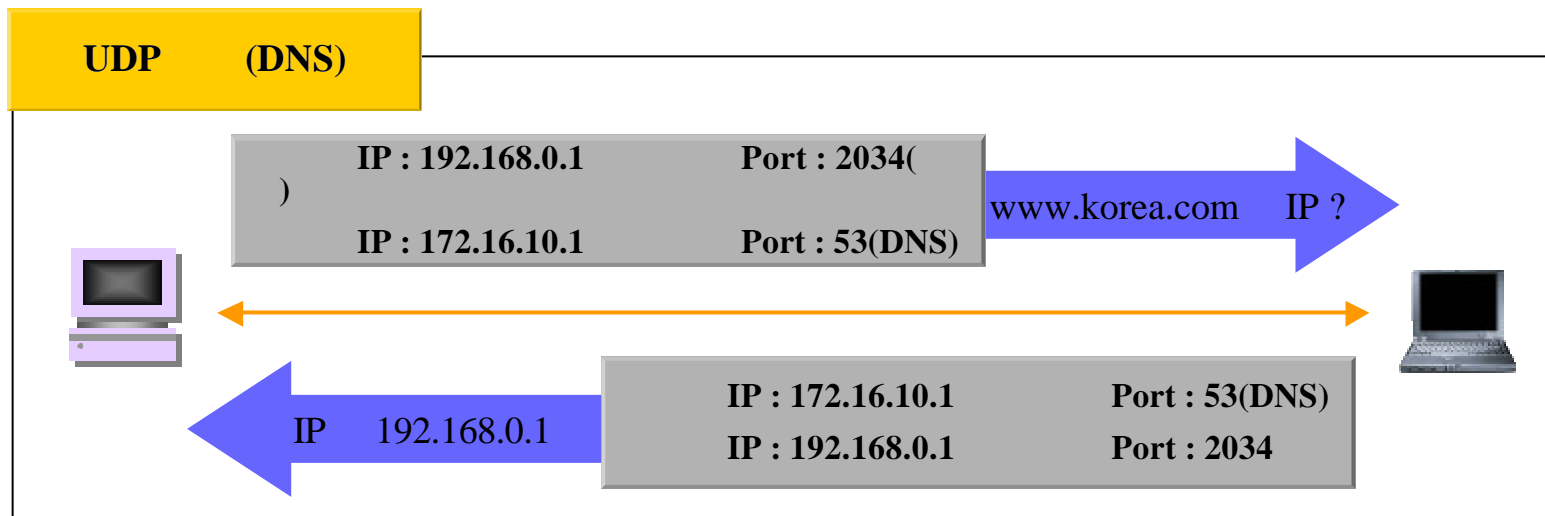 UDP (DNS)
IP : 192.168.0.1 Port : 2034(
)
IP : 172.16.10.1 Port : 53(DNS)
www.korea.com IP ?
IP : 172.16.10.1 Port : 53(DNS)
IP : 192.168.0.1 Port : 2034
IP 192.168.0.1